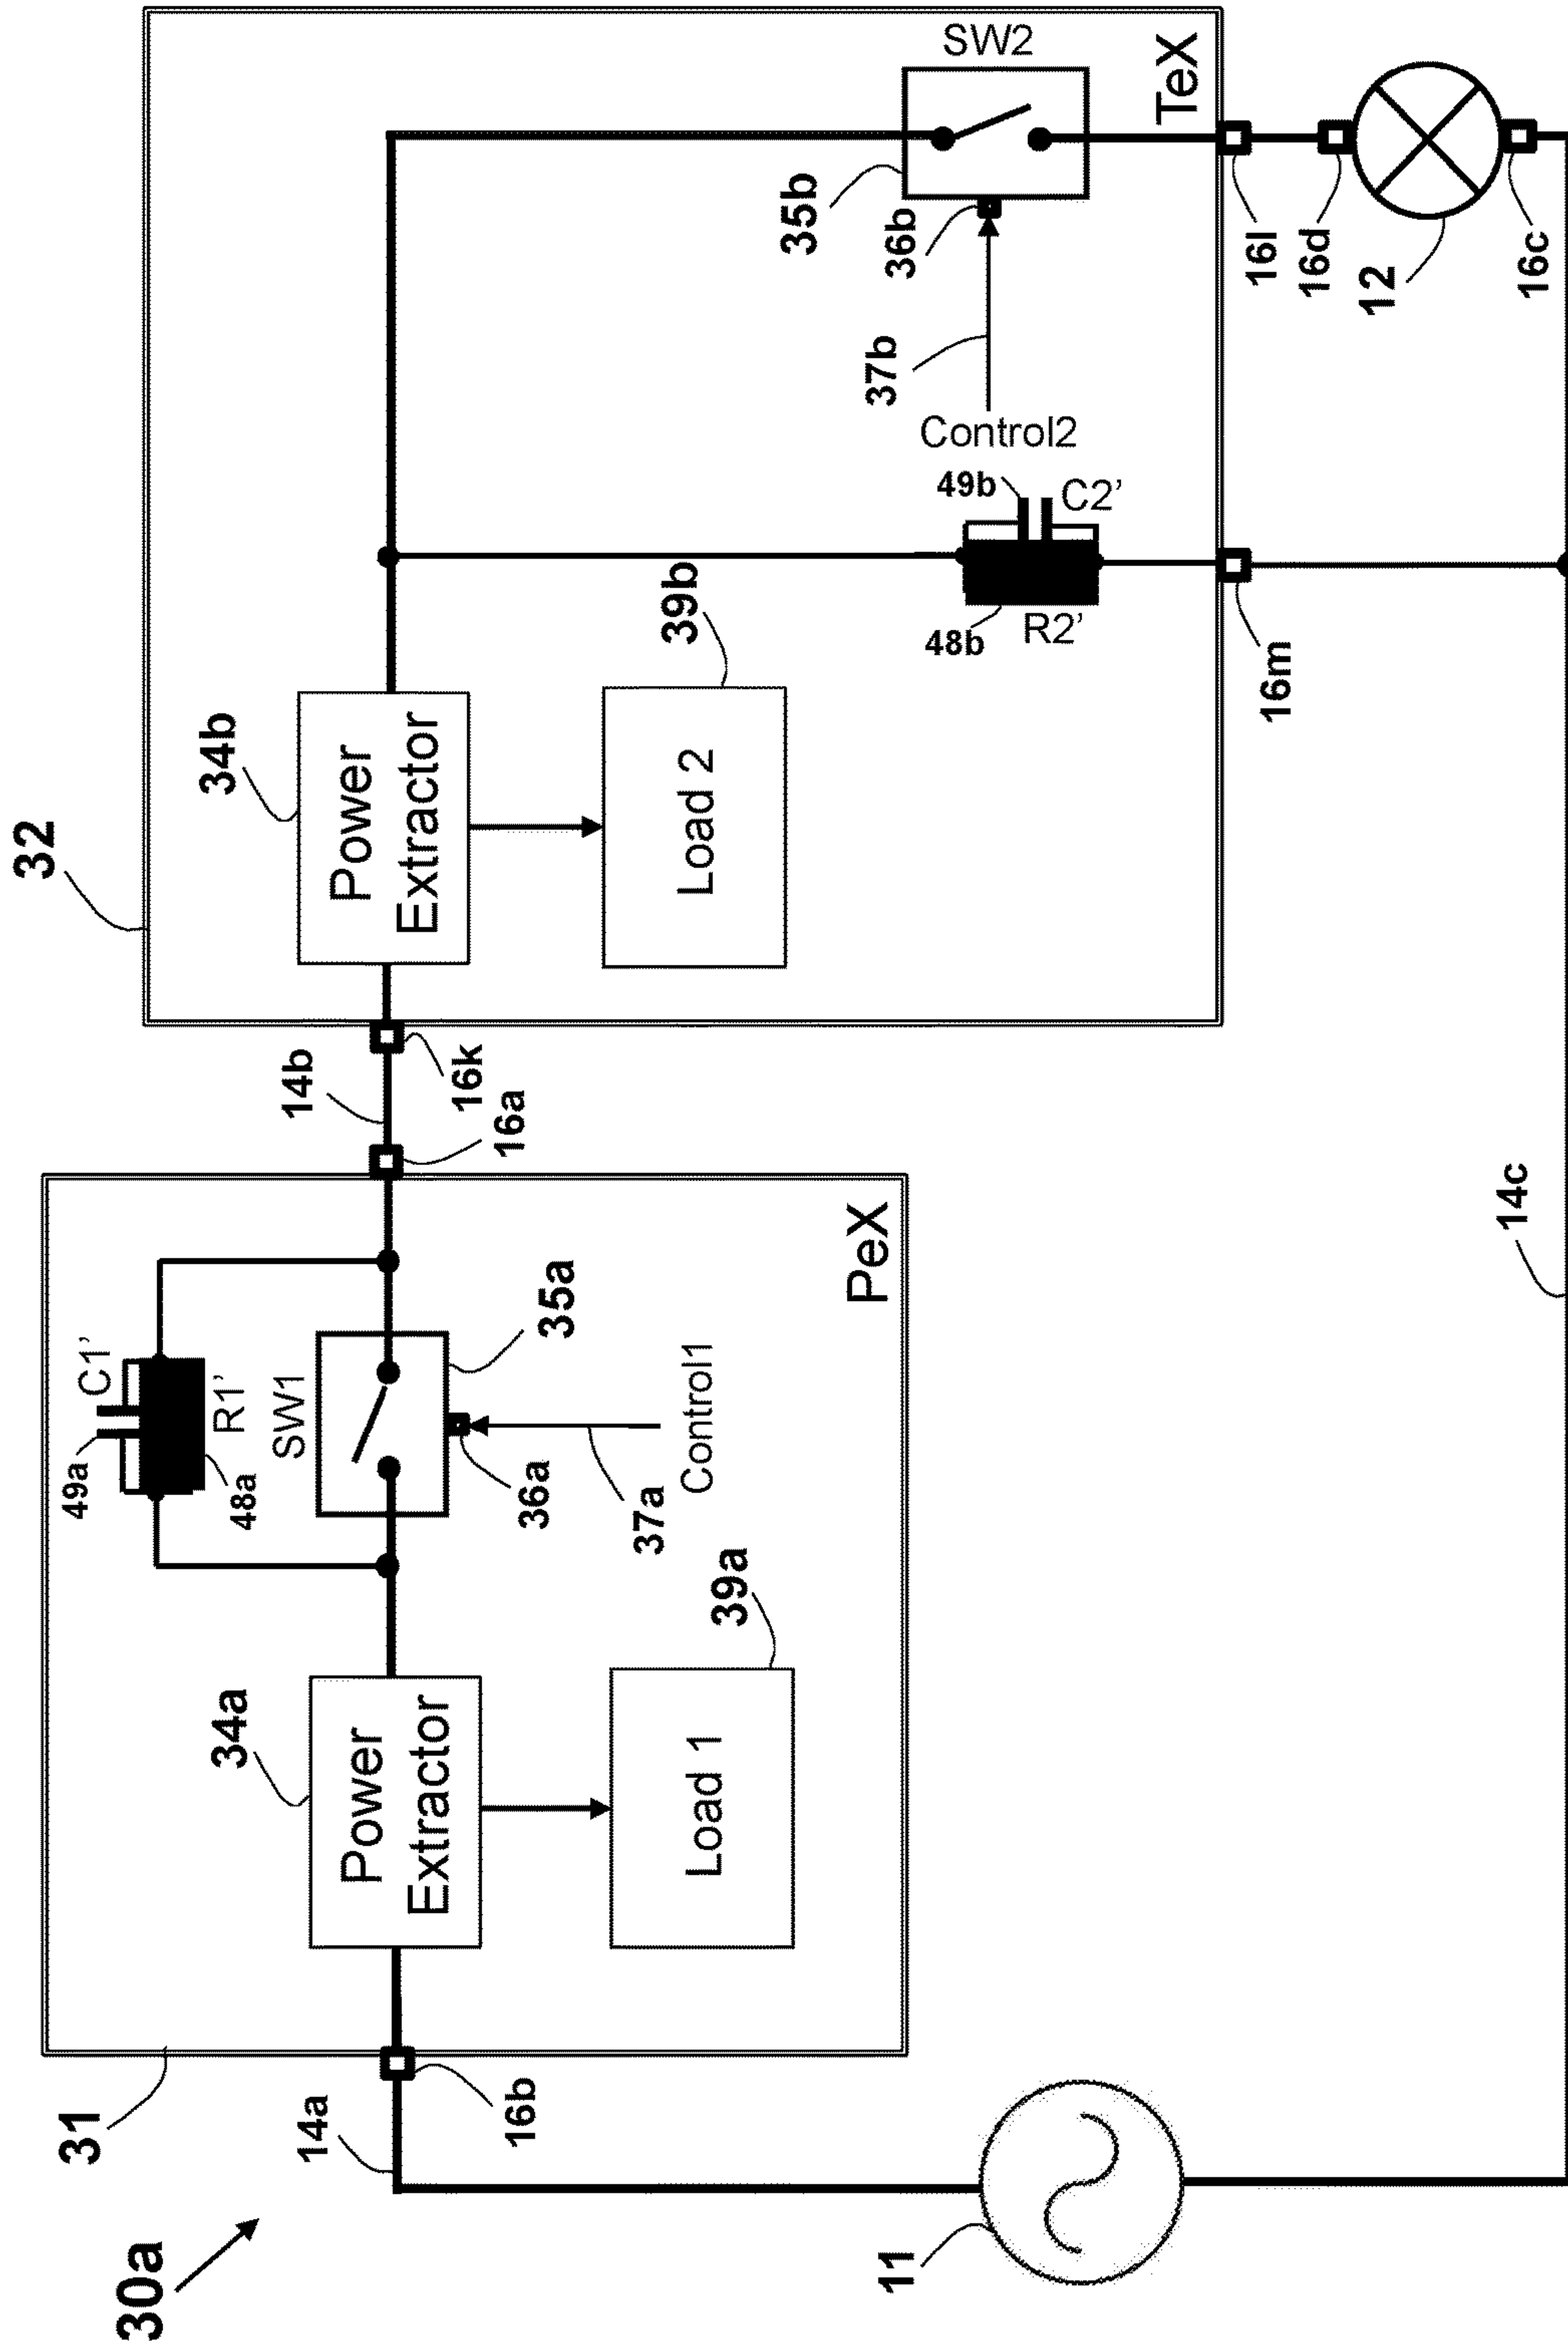 30a
31
14a
16b
11
34a
Power
Extractor
Load 1
39a
49a
C1'
R1'
48a
SW1
35a
36a
37a
Control1
PeX
16a
14b
16k
14c
32
34b
Power
Extractor
Load 2
39b
49b
C2'
R2'
48b
16m
Control2
37b
36b
35b
SW2
TeX
16l
16d
12
16c